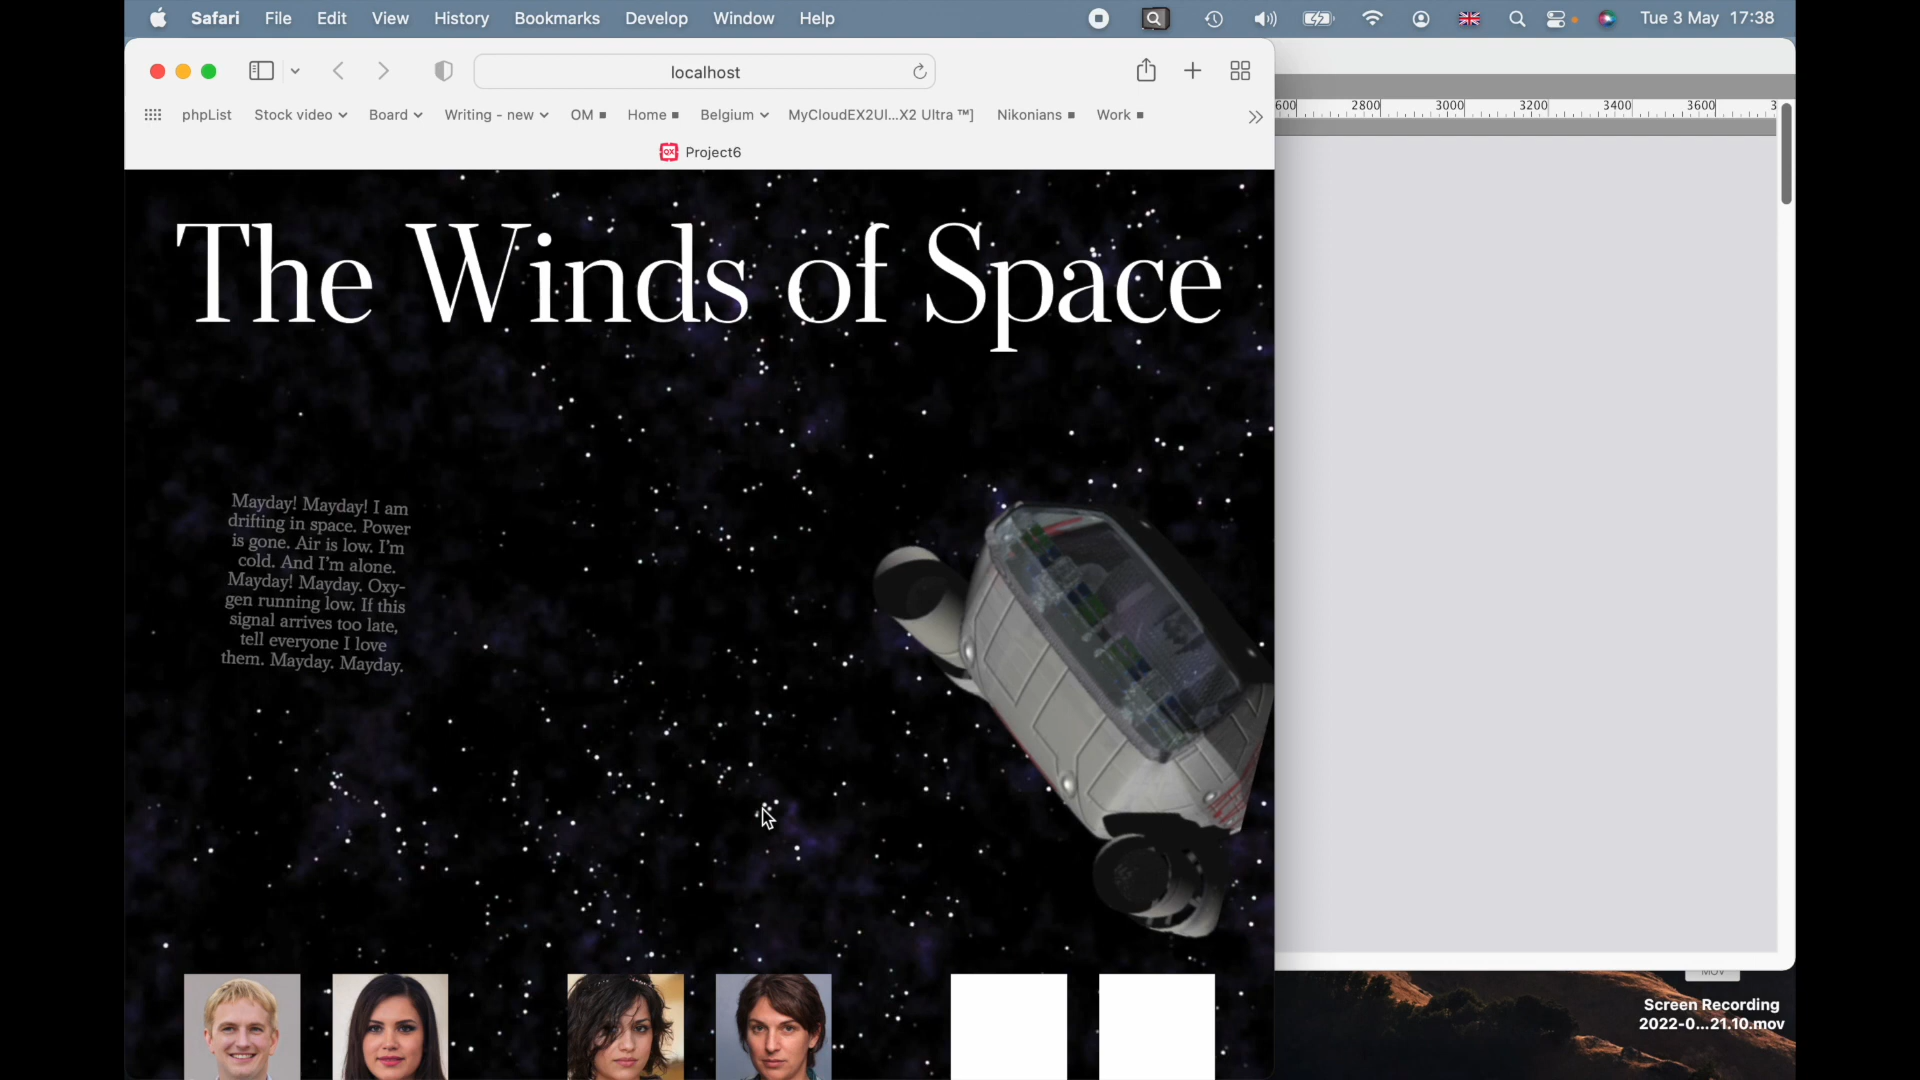 Safari File Edit View History Bookmarks Develop Window Help Tue 3 May 17:38
localhost
phpList Stock video Board Writing - new OM Home Belgium MyCloudEX2Ul...X2 Ultra ™] Nikonians Work
QX Project6
600 2800 3000 3200 3400 3600 3
The Winds of Space
Mayday! Mayday! I am
drifting in space. Power
is gone. Air is low. I'm
cold. And I'm alone.
Mayday! Mayday. Oxy-
gen running low. If this
signal arrives too late,
tell everyone I love
them. Mayday. Mayday.
MOV
Screen Recording
2022-0...21.10.mov